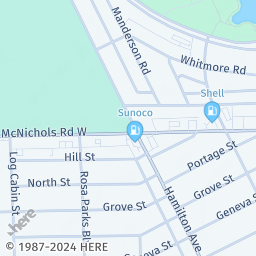 Manderson Rd
Whitmore Rd
Shell
Sunoco
McNichols Rd W
Hill St
Portage St
Log Cabin St
North St
Rosa Parks B
Hamilton Ave
Grove St
Grove St
Geneva S
Geneva St
here
© 1987-2024 HERE